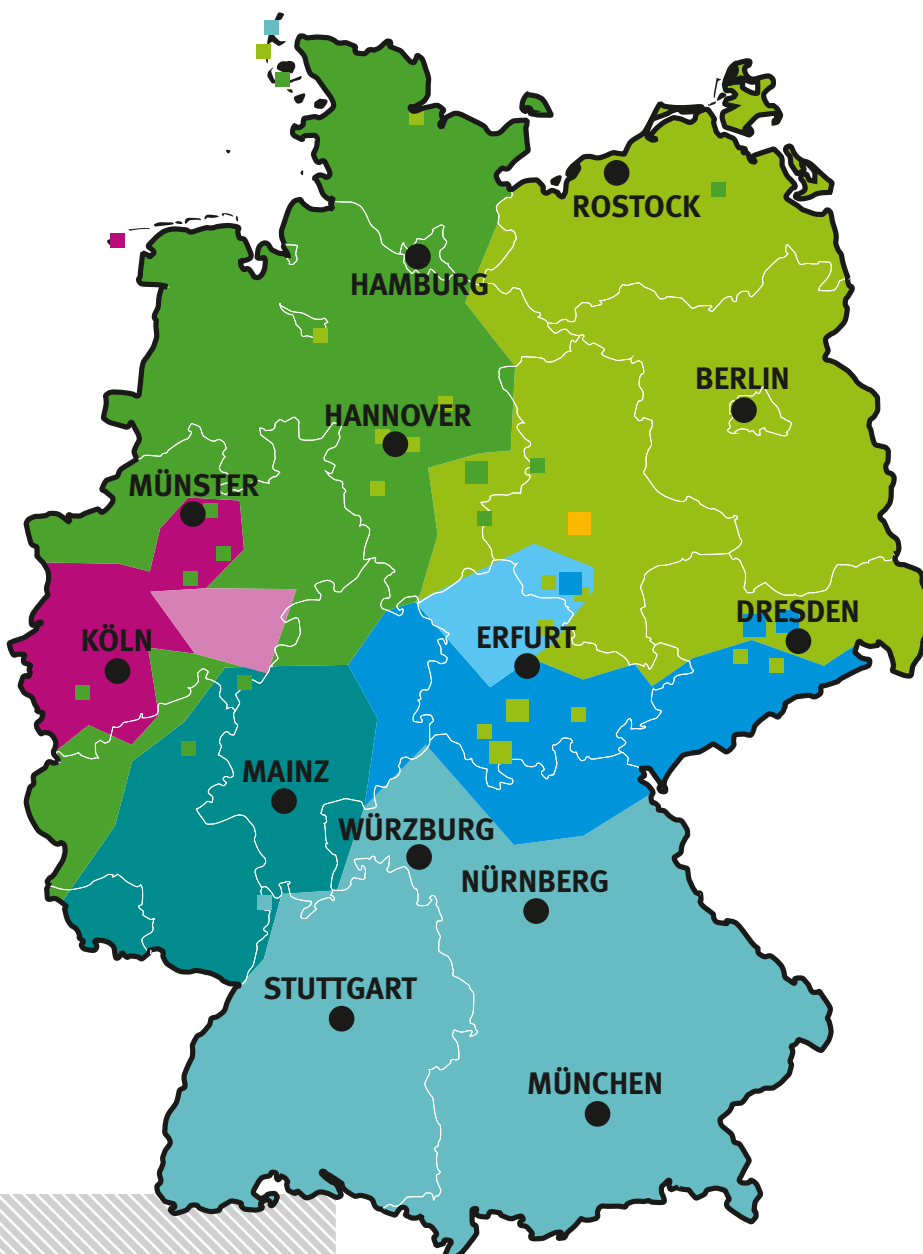 ROSTOCK
HAMBURG
BERLIN
HANNOVER
MÜNSTER
DRESDEN
ERFURT
KÖLN
MAINZ
WÜRZBURG
NÜRNBERG
STUTTGART
MÜNCHEN